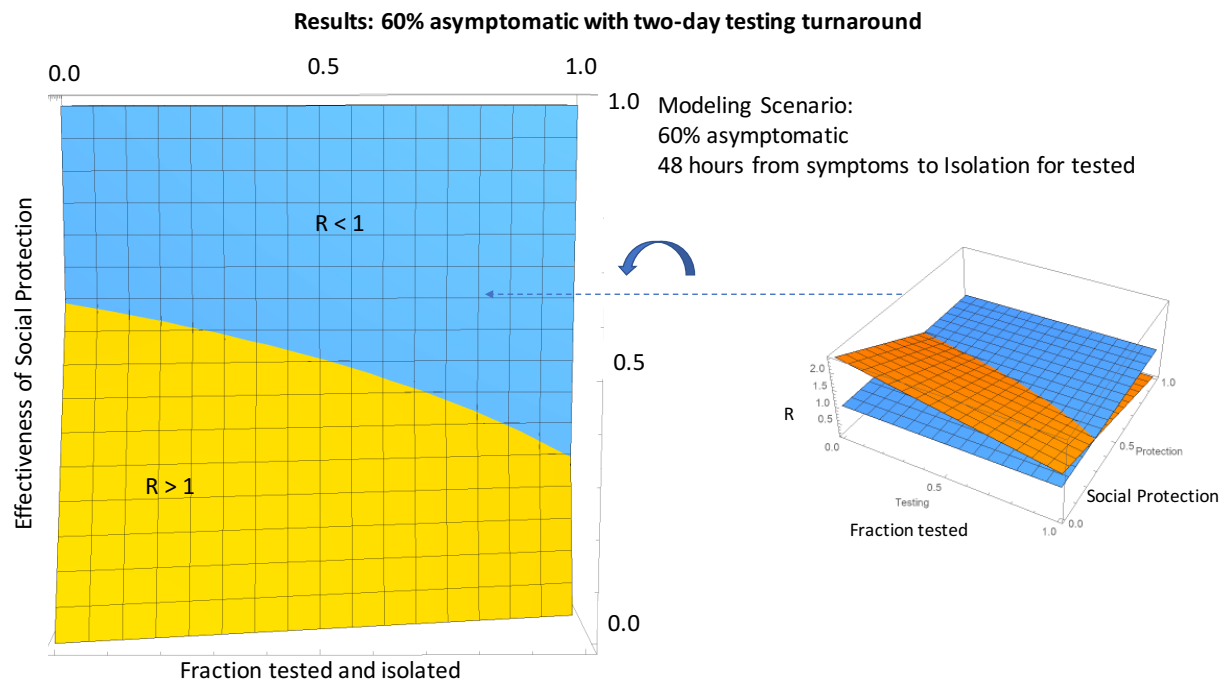 Results: 60% asymptomatic with two-day testing turnaround
0.0
0.5
1.0
1.0
Modeling Scenario:
60% asymptomatic
48 hours from symptoms to Isolation for tested
Effectiveness of Social Protection
R < 1
0.5
R > 1
0.0
Fraction tested and isolated
2.0
1.5
1.0
0.5
R
0.0
0.5
Testing
1.0
Fraction tested
1.0
0.5
Protection
0.0
Social Protection